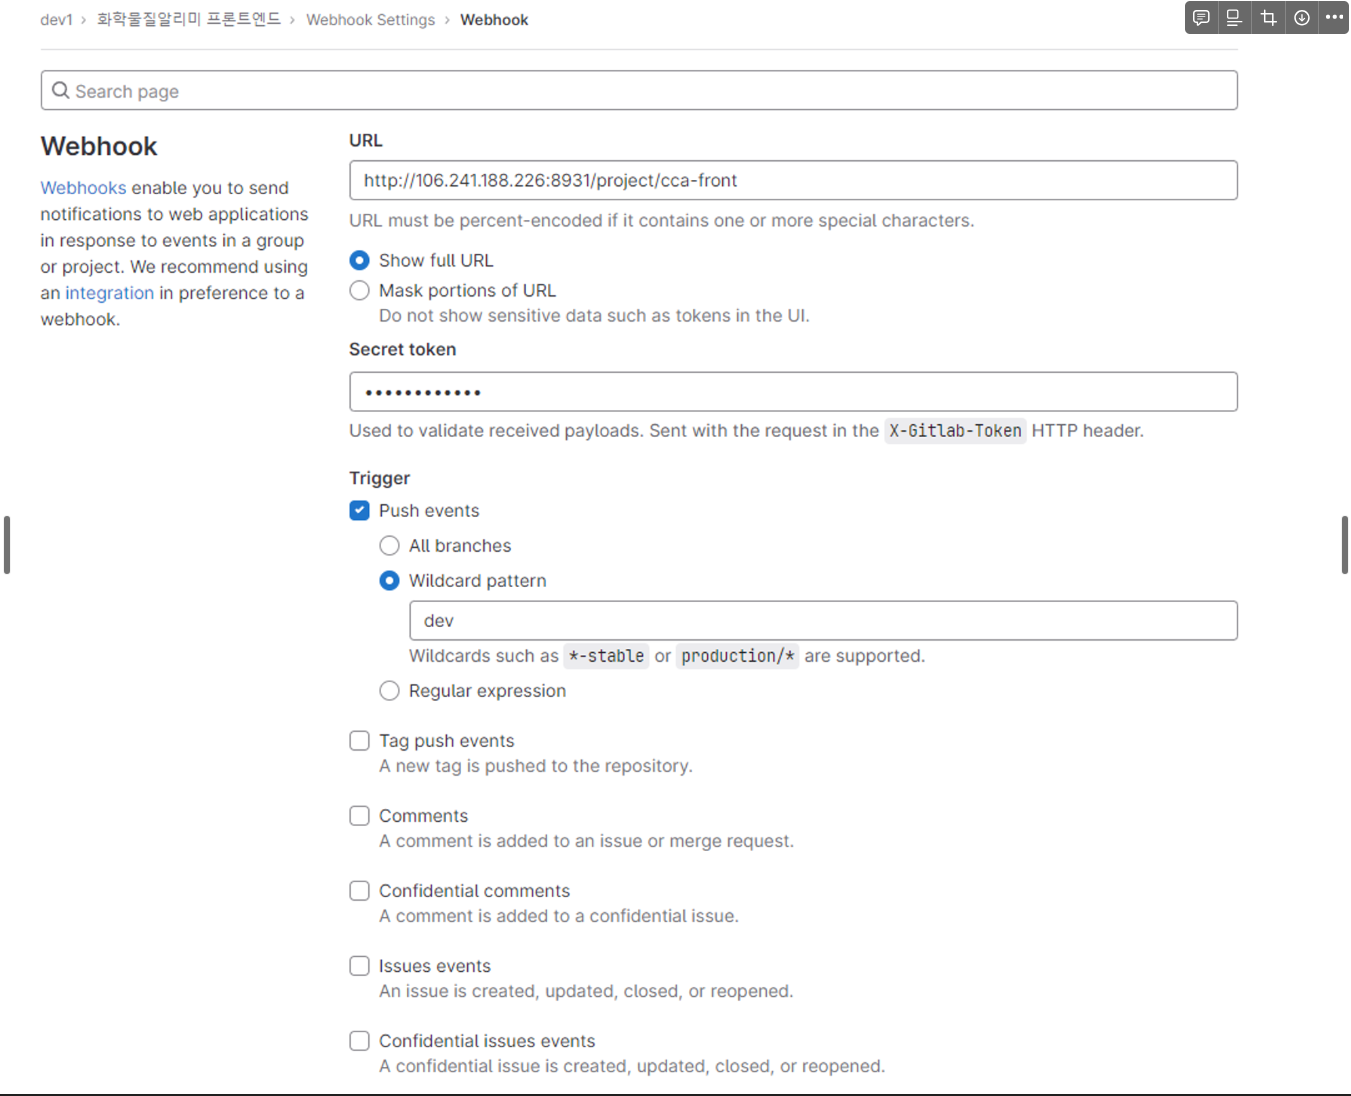 dev1 › 화학물질알리미 프론트엔드 › Webhook Settings › Webhook
Search page
Webhook
Webhooks enable you to send
notifications to web applications
in response to events in a group
or project. We recommend using
an integration in preference to a
webhook.
URL
http://106.241.188.226:8931/project/cca-front
URL must be percent-encoded if it contains one or more special characters.
Show full URL
Mask portions of URL
Do not show sensitive data such as tokens in the UI.
Secret token
••••••••••••
Used to validate received payloads. Sent with the request in the X-Gitlab-Token HTTP header.
Trigger
Push events
All branches
Wildcard pattern
dev
Wildcards such as *-stable or production/* are supported.
Regular expression
Tag push events
A new tag is pushed to the repository.
Comments
A comment is added to an issue or merge request.
Confidential comments
A comment is added to a confidential issue.
Issues events
An issue is created, updated, closed, or reopened.
Confidential issues events
A confidential issue is created, updated, closed, or reopened.